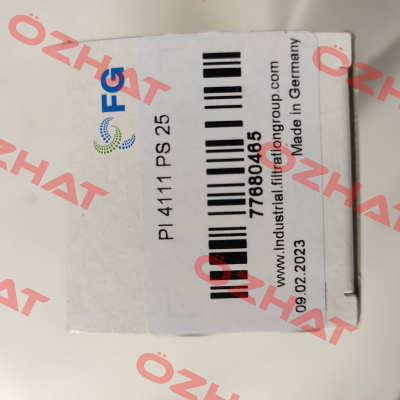 FG
PI 4111 PS 25
77680465
www.Industrial.filtrationgroup.com
09.02.2023
Made in Germany
ÖZHAT
ÖZHAT
ÖZHAT
ÖZHAT
ÖZHAT
ÖZHAT